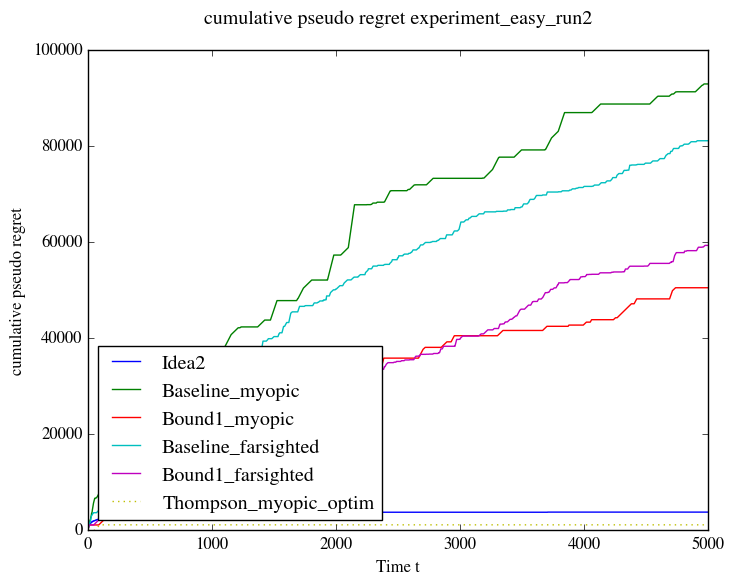 cumulative pseudo regret experiment_easy_run2
100000
80000
60000
40000
20000
0
cumulative pseudo regret
Idea2
Baseline_myopic
Bound1_myopic
Baseline_farsighted
Bound1_farsighted
Thompson_myopic_optim
0 1000 2000 3000 4000 5000
Time t